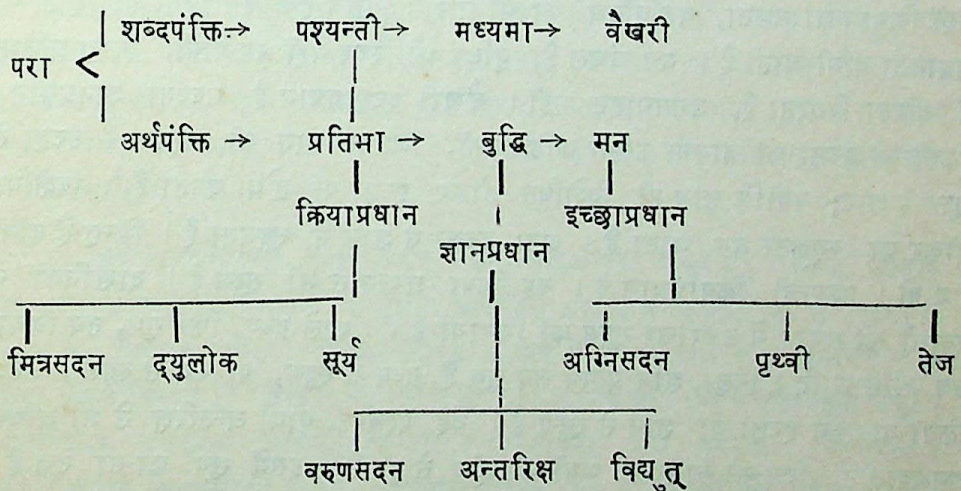 शब्दपंक्ति:→ पश्यन्ती→ मध्यमा→ वैखरी
परा <
अर्थपंक्ति → प्रतिभा → बुद्धि → मन
क्रियाप्रधान इच्छाप्रधान
ज्ञानप्रधान
मित्रसदन द्युलोक सूर्य अग्निसदन पृथ्वी तेज
वरुणसदन अन्तरिक्ष विद्युत्